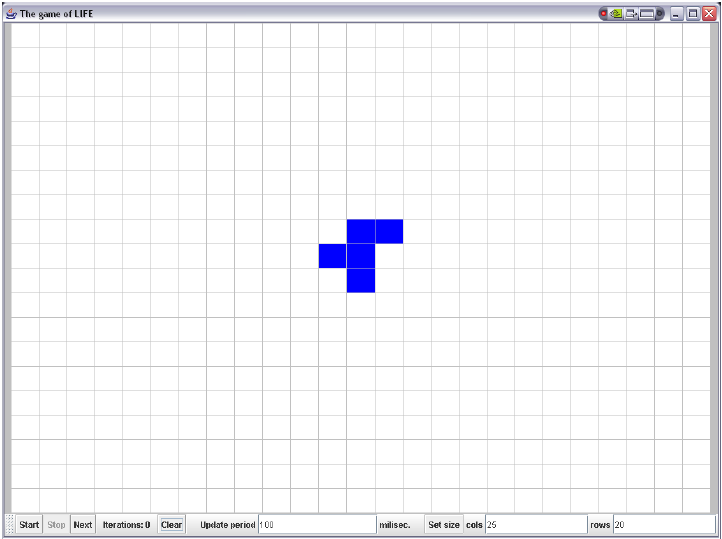 The game of LIFE
Start Stop Next Iterations: 0 Clear Update period 100 milisec. Set size cols 25 rows 20